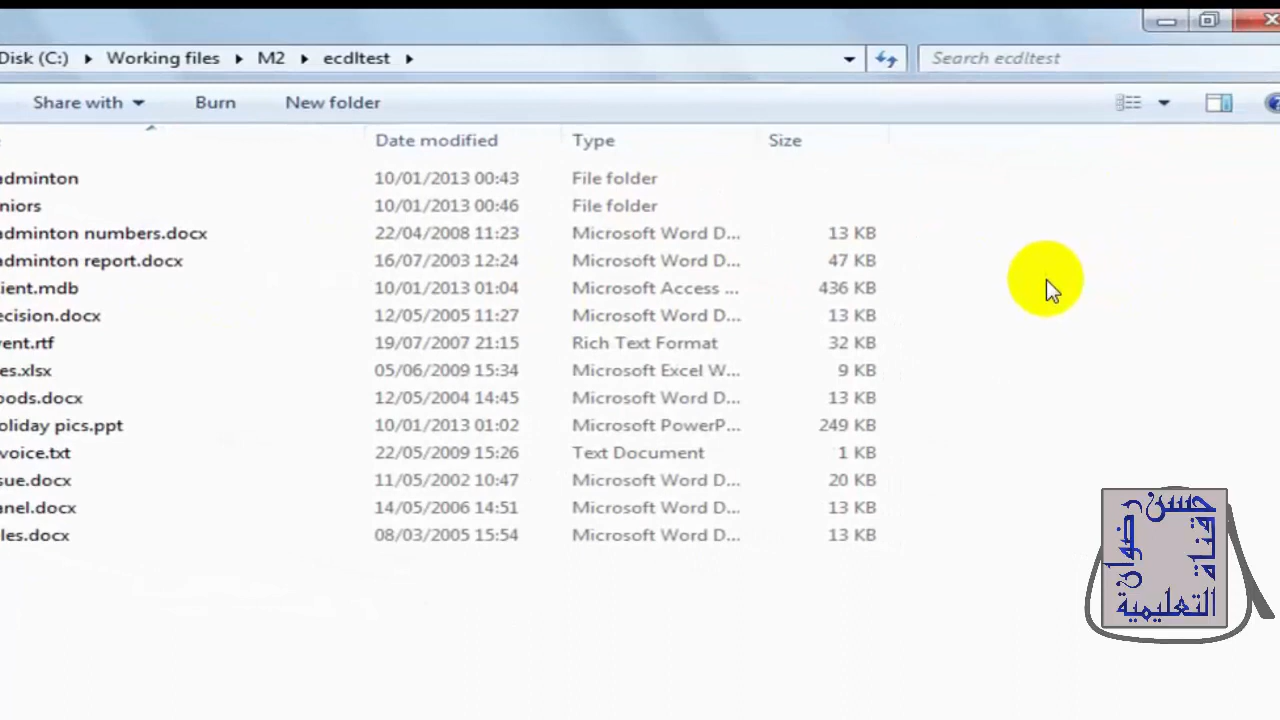 Disk (C:) Working files M2 ecdltest Search ecdltest
Share with Burn New folder
Date modified Type Size
adminton 10/01/2013 00:43 File folder
niors 10/01/2013 00:46 File folder
adminton numbers.docx 22/04/2008 11:23 Microsoft Word D... 13 KB
adminton report.docx 16/07/2003 12:24 Microsoft Word D... 47 KB
ient.mdb 10/01/2013 01:04 Microsoft Access ... 436 KB
ecision.docx 12/05/2005 11:27 Microsoft Word D... 13 KB
vent.rtf 19/07/2007 21:15 Rich Text Format 32 KB
es.xlsx 05/06/2009 15:34 Microsoft Excel W... 9 KB
oods.docx 12/05/2004 14:45 Microsoft Word D... 13 KB
oliday pics.ppt 10/01/2013 01:02 Microsoft PowerP... 249 KB
voice.txt 22/05/2009 15:26 Text Document 1 KB
sue.docx 11/05/2002 10:47 Microsoft Word D... 20 KB
anel.docx 14/05/2006 14:51 Microsoft Word D... 13 KB
les.docx 08/03/2005 15:54 Microsoft Word D... 13 KB
قناة
حسن
رضوان
التعليمية